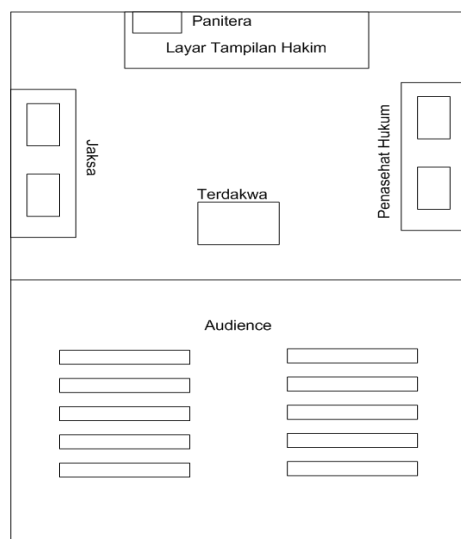 Panitera
Layar Tampilan Hakim
Jaksa
Penasehat Hukum
Terdakwa
Audience